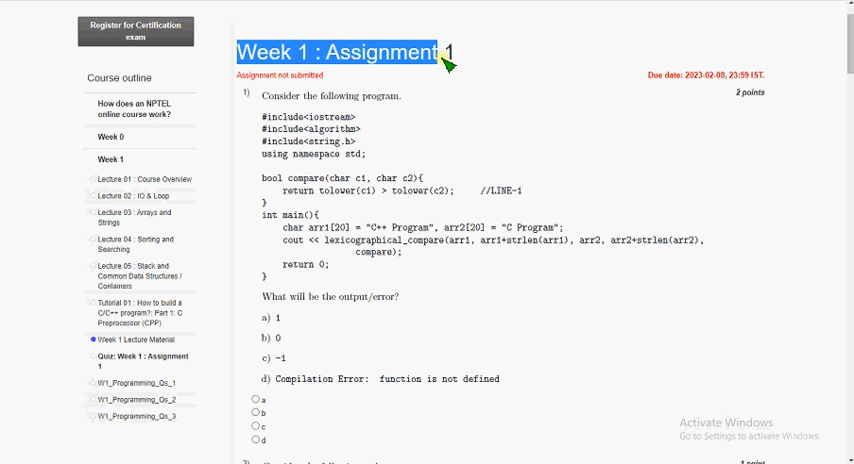 Register for Certification
exam
Course outline
How does an NPTEL
online course work?
Week 0
Week 1
Lecture 01 : Course Overview
Lecture 02 : IO & Loop
Lecture 03 : Arrays and
Strings
Lecture 04 : Sorting and
Searching
Lecture 05 : Stack and
Common Data Structures /
Containers
Tutorial 01 : How to build a
C/C++ program?: Part 1: C
Preprocessor (CPP)
Week 1 Lecture Material
Quiz: Week 1 : Assignment
1
W1_Programming_Qs_1
W1_Programming_Qs_2
W1_Programming_Qs_3
Week 1 : Assignment 1
Assignment not submitted
Due date: 2023-02-08, 23:59 IST.
1) Consider the following program.
2 points
#include<iostream>
#include<algorithm>
#include<string.h>
using namespace std;
bool compare(char c1, char c2){
return tolower(c1) > tolower(c2); //LINE-1
}
int main(){
char arr1[20] = "C++ Program", arr2[20] = "C Program";
cout << lexicographical_compare(arr1, arr1+strlen(arr1), arr2, arr2+strlen(arr2),
compare);
return 0;
}
What will be the output/error?
a) 1
b) 0
c) -1
d) Compilation Error: function is not defined
a
b
c
d
Activate Windows
Go to Settings to activate Windows.
1 point